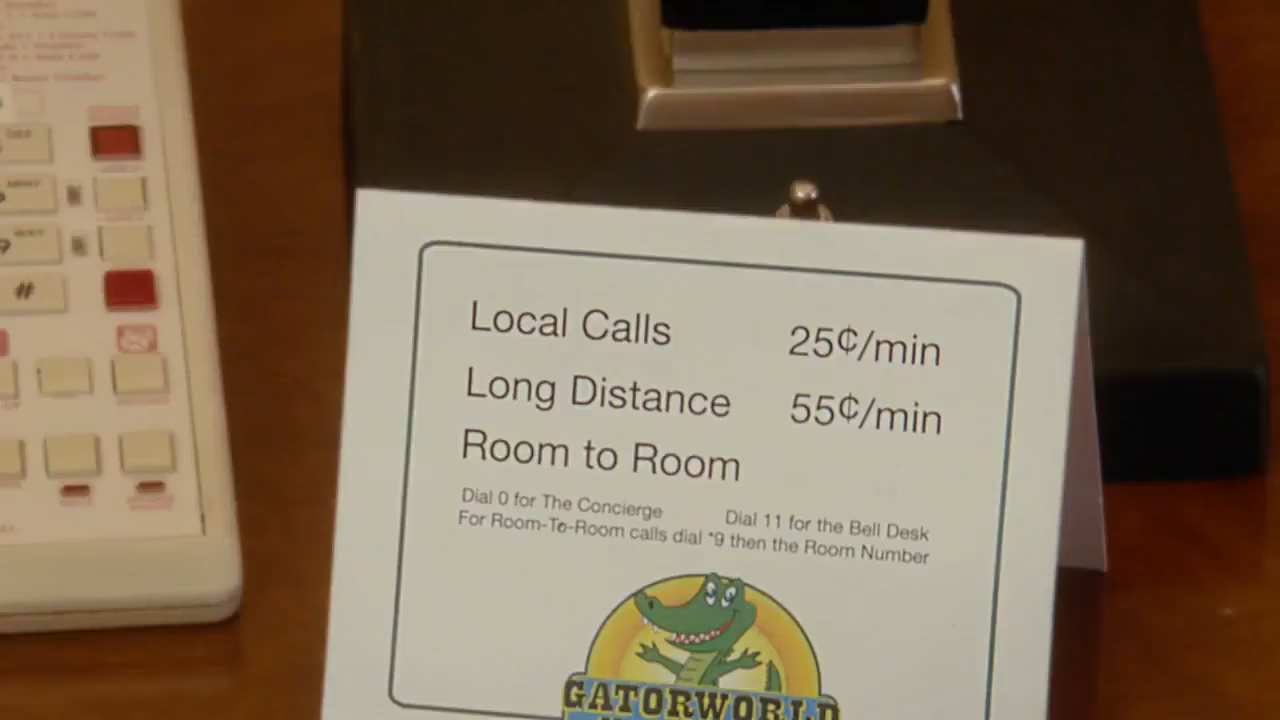 #
Local Calls 25¢/min
Long Distance 55¢/min
Room to Room
Dial 0 for The Concierge Dial 11 for the Bell Desk
For Room-To-Room calls dial *9 then the Room Number
GATORWORLD